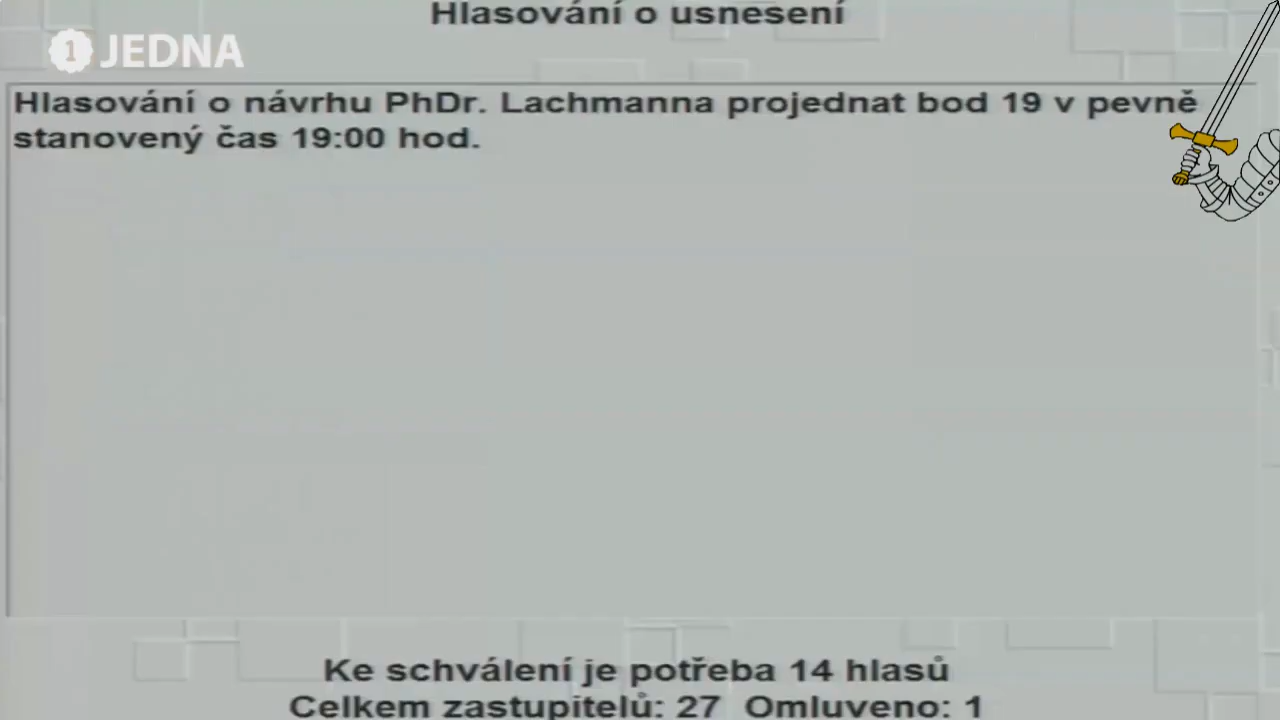 Hlasování o usnesení
1 JEDNA
Hlasování o návrhu PhDr. Lachmanna projednat bod 19 v pevně
stanovený čas 19:00 hod.
Ke schválení je potřeba 14 hlasů
Celkem zastupitelů: 27 Omluveno: 1